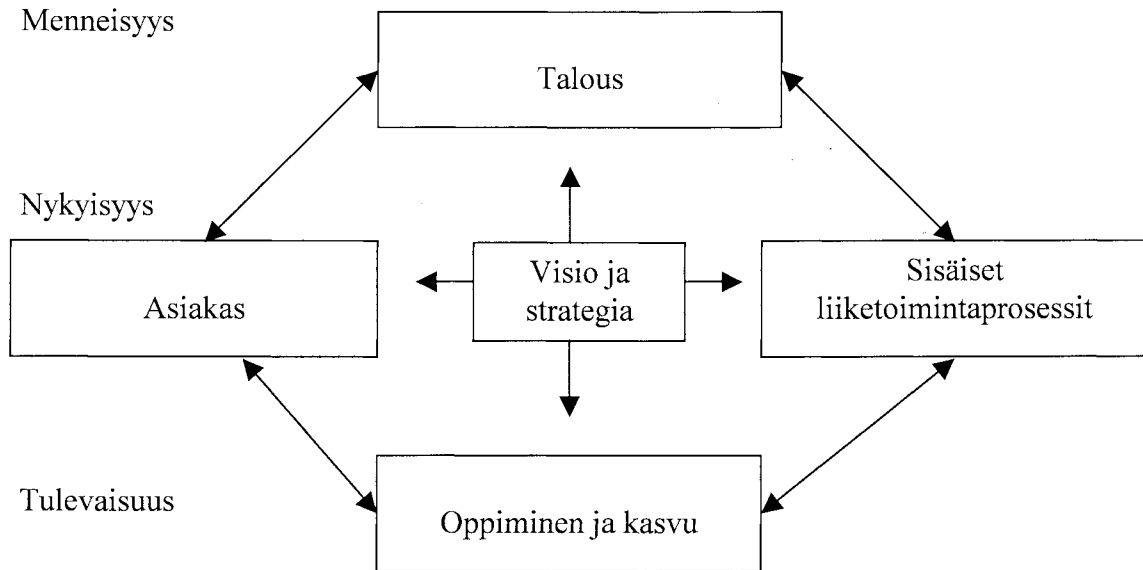 Menneisyys
Talous
Nykyisyys
Asiakas
Visio ja
strategia
Sisäiset
liiketoimintaprosessit
Tulevaisuus
Oppiminen ja kasvu